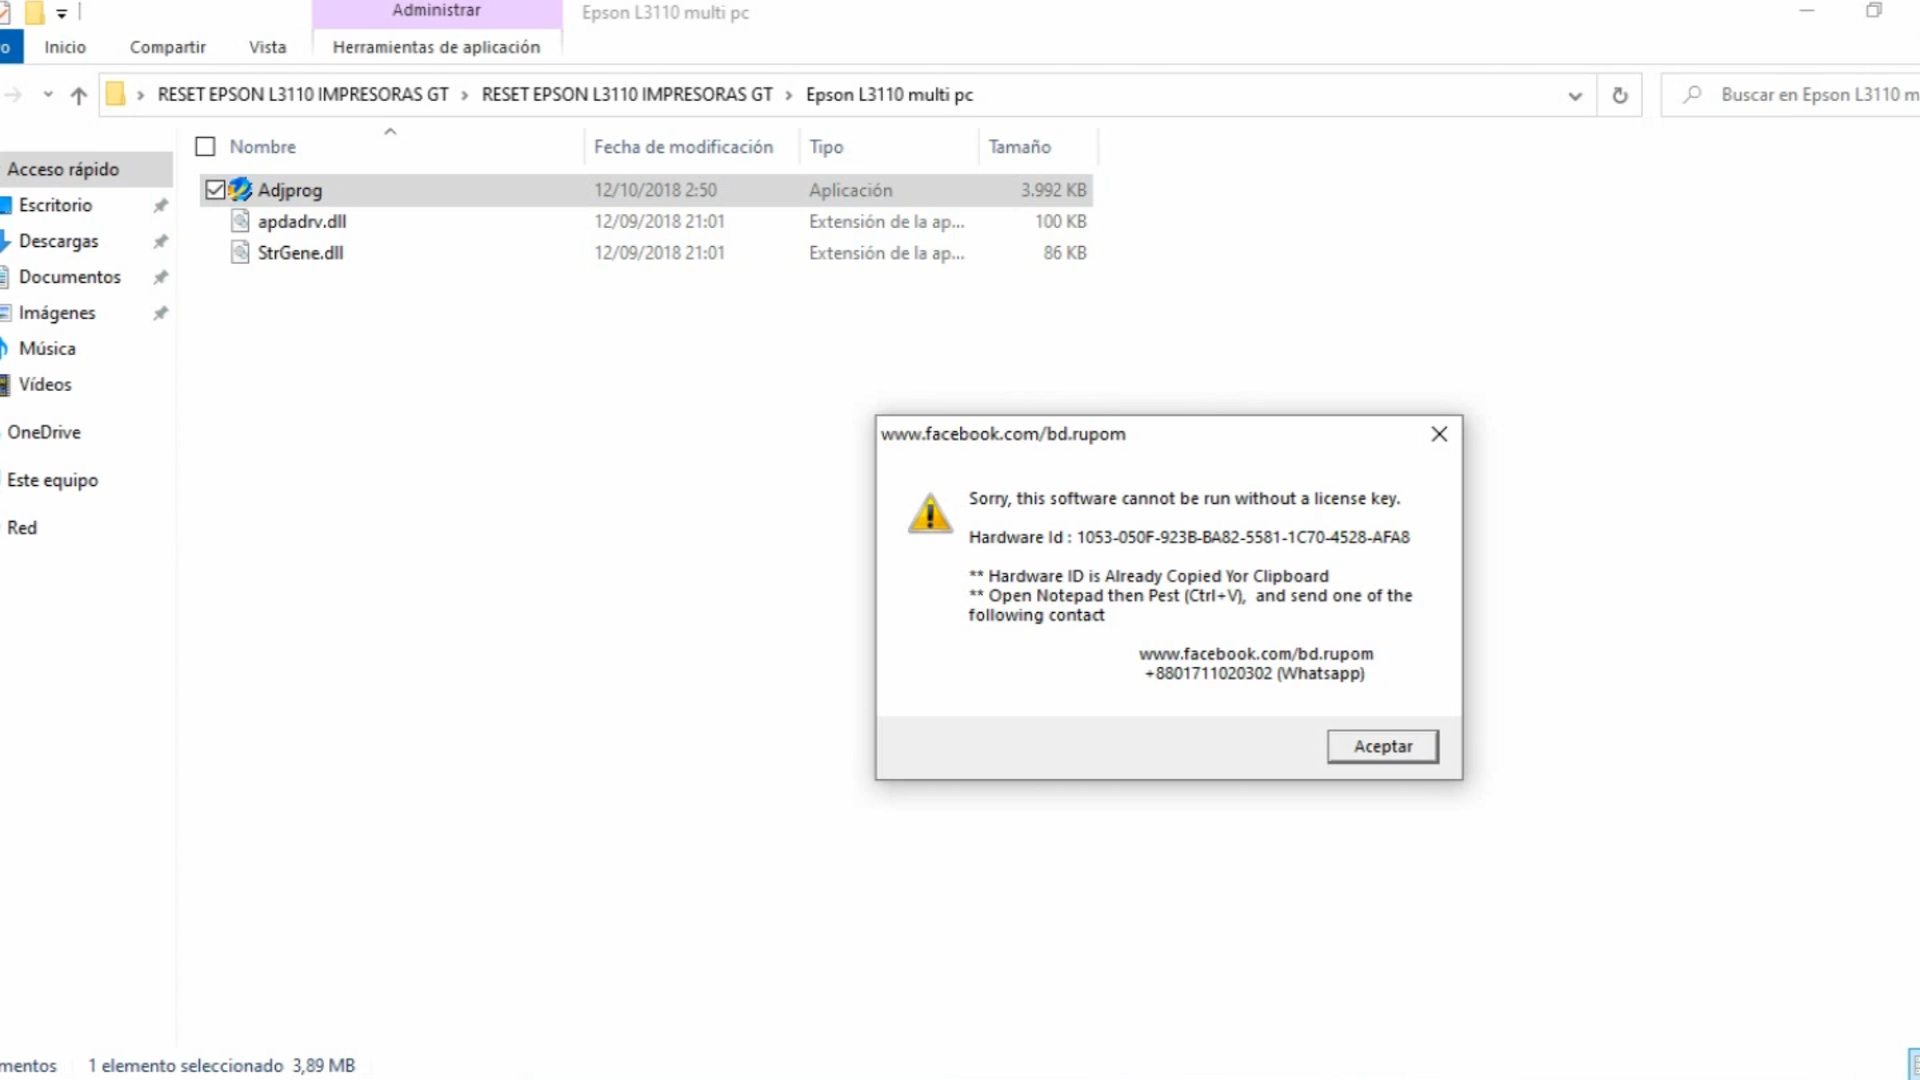 Administrar
Epson L3110 multi pc
Inicio
Compartir
Vista
Herramientas de aplicación
RESET EPSON L3110 IMPRESORAS GT › RESET EPSON L3110 IMPRESORAS GT › Epson L3110 multi pc
Buscar en Epson L3110 m
Nombre
Fecha de modificación
Tipo
Tamaño
Acceso rápido
Adjprog
12/10/2018 2:50
Aplicación
3.992 KB
Escritorio
apdadrv.dll
12/09/2018 21:01
Extensión de la ap...
100 KB
Descargas
StrGene.dll
12/09/2018 21:01
Extensión de la ap...
86 KB
Documentos
Imágenes
Música
Vídeos
OneDrive
Este equipo
Red
www.facebook.com/bd.rupom
Sorry, this software cannot be run without a license key.
Hardware Id : 1053-050F-923B-BA82-5581-1C70-4528-AFA8
** Hardware ID is Already Copied Yor Clipboard
** Open Notepad then Pest (Ctrl+V), and send one of the
following contact
www.facebook.com/bd.rupom
+8801711020302 (Whatsapp)
Aceptar
mentos
1 elemento seleccionado 3,89 MB